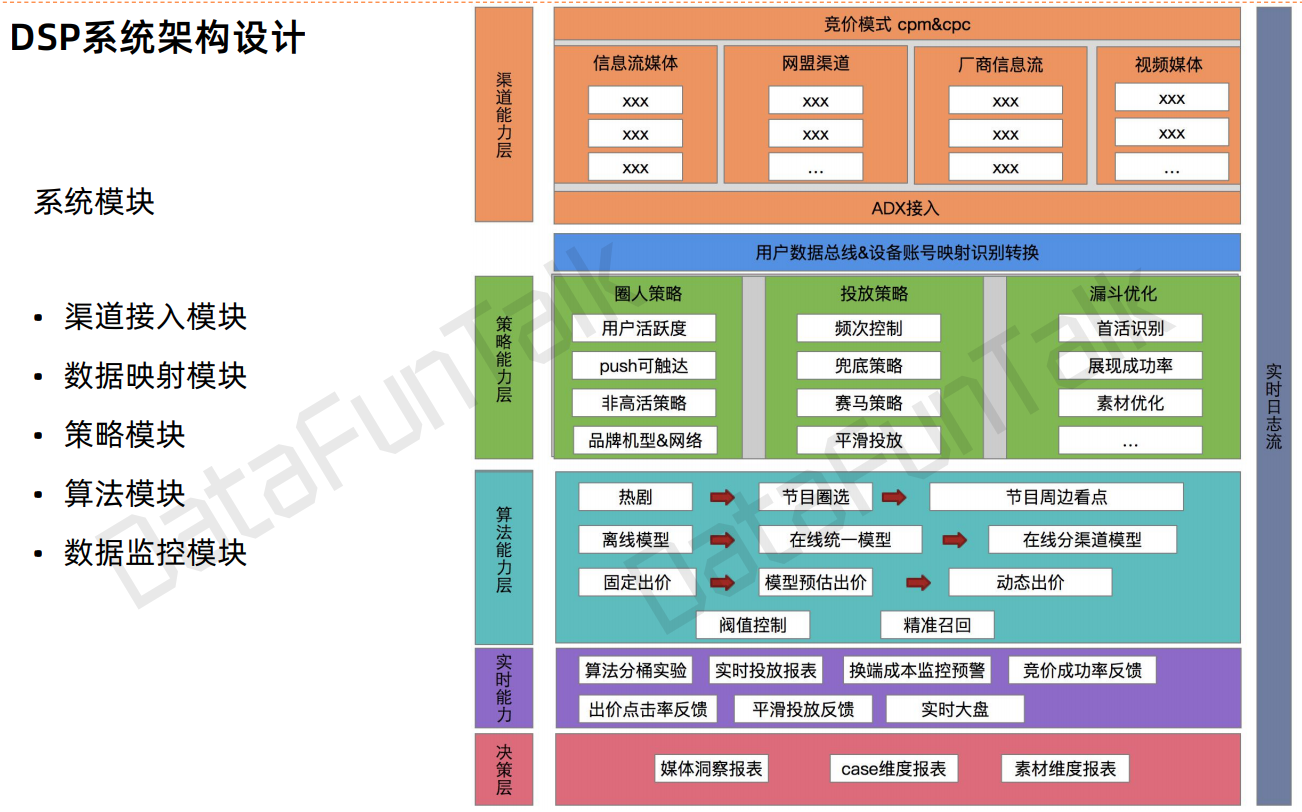 DSP系统架构设计
系统模块
• 渠道接入模块
• 数据映射模块
• 策略模块
• 算法模块
• 数据监控模块
渠道能力层
竞价模式 cpm&cpc
信息流媒体
xxx
xxx
xxx
网盟渠道
xxx
xxx
...
厂商信息流
xxx
xxx
xxx
视频媒体
xxx
xxx
...
ADX接入
用户数据总线&设备账号映射识别转换
策略能力层
圈人策略
用户活跃度
push可触达
非高活策略
品牌机型&网络
投放策略
频次控制
兜底策略
赛马策略
平滑投放
漏斗优化
首活识别
展现成功率
素材优化
...
算法能力层
热剧
节目圈选
节目周边看点
离线模型
在线统一模型
在线分渠道模型
固定出价
模型预估出价
动态出价
阀值控制
精准召回
实时能力
算法分桶实验
实时投放报表
换端成本监控预警
竞价成功率反馈
出价点击率反馈
平滑投放反馈
实时大盘
决策层
媒体洞察报表
case维度报表
素材维度报表
实时日志流
DataFunTalk
DataFunTalk